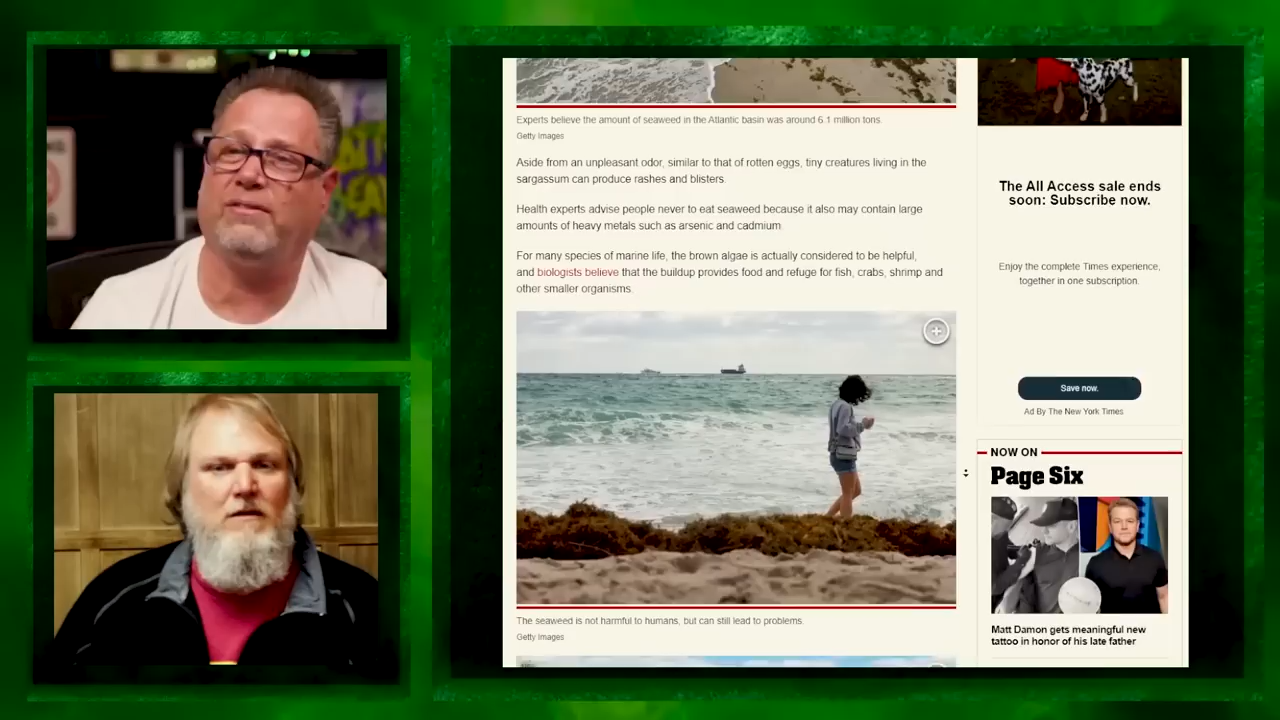 Experts believe the amount of seaweed in the Atlantic basin was around 6.1 million tons.
Getty Images
Aside from an unpleasant odor, similar to that of rotten eggs, tiny creatures living in the
sargassum can produce rashes and blisters.
Health experts advise people never to eat seaweed because it also may contain large
amounts of heavy metals such as arsenic and cadmium
For many species of marine life, the brown algae is actually considered to be helpful,
and biologists believe that the buildup provides food and refuge for fish, crabs, shrimp and
other smaller organisms.
The seaweed is not harmful to humans, but can still lead to problems.
Getty Images
The All Access sale ends
soon: Subscribe now.
Enjoy the complete Times experience,
together in one subscription.
Save now.
Ad By The New York Times
NOW ON
Page Six
Matt Damon gets meaningful new
tattoo in honor of his late father